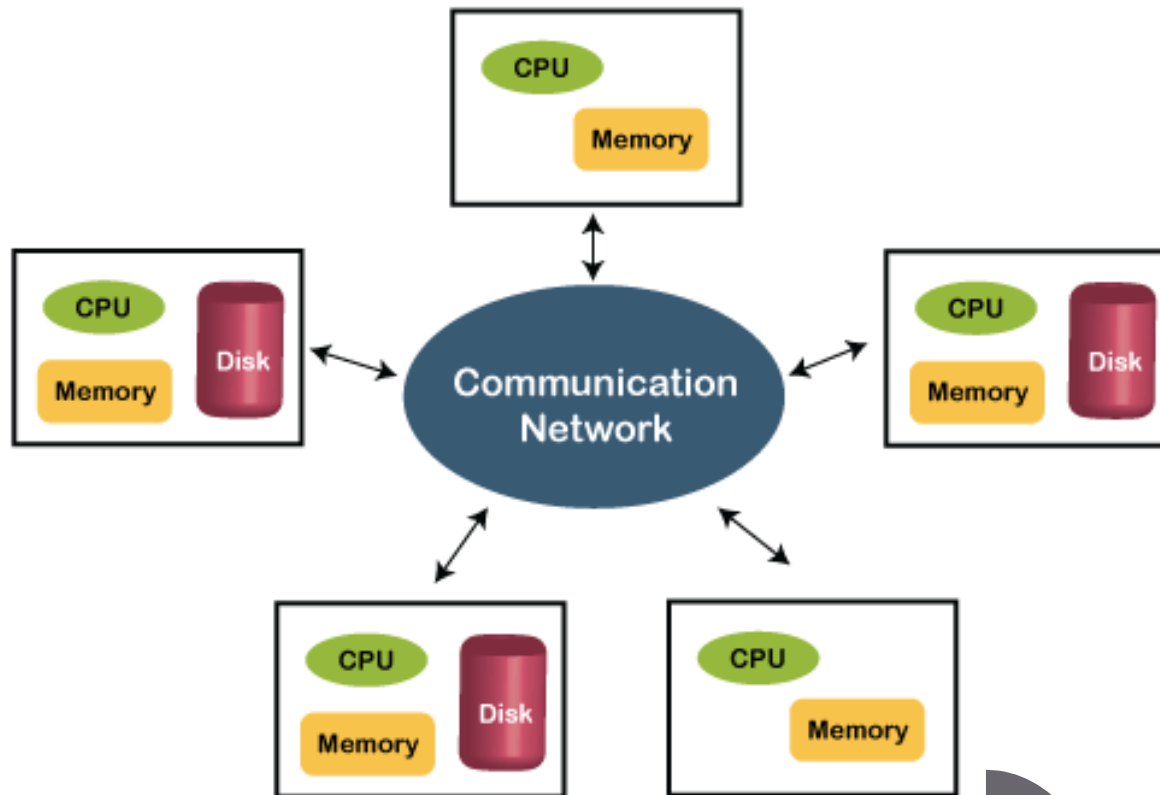 CPU
Memory
CPU
Memory
Disk
Communication
Network
CPU
Memory
Disk
CPU
Memory
Disk
CPU
Memory